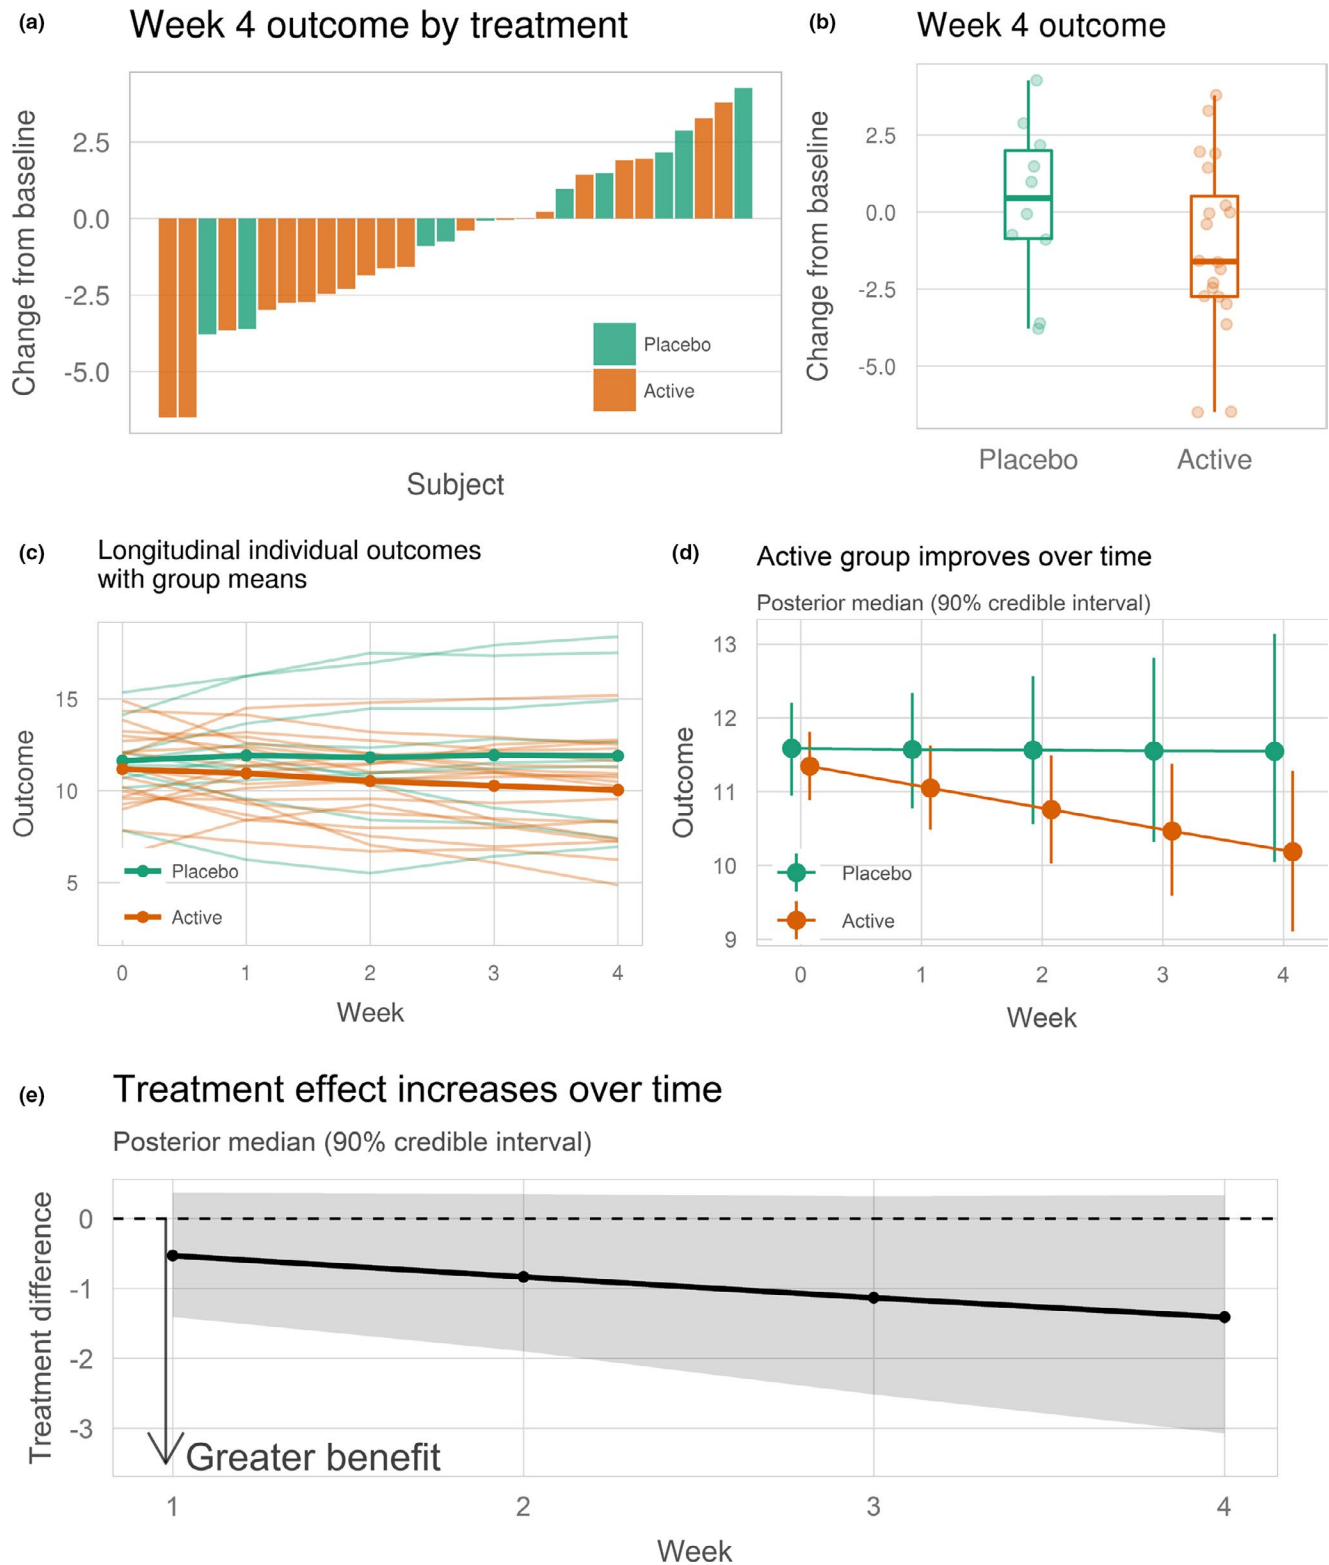 (a)
Week 4 outcome by treatment
Change from baseline
2.5
0.0
-2.5
-5.0
Placebo
Active
Subject
(b)
Week 4 outcome
Change from baseline
2.5
0.0
-2.5
-5.0
Placebo Active
(c)
Longitudinal individual outcomes
with group means
Outcome
15
10
5
Placebo
Active
0 1 2 3 4
Week
(d)
Active group improves over time
Posterior median (90% credible interval)
Outcome
13
12
11
10
9
Placebo
Active
0 1 2 3 4
Week
(e)
Treatment effect increases over time
Posterior median (90% credible interval)
Treatment difference
0
-1
-2
-3
Greater benefit
1 2 3 4
Week